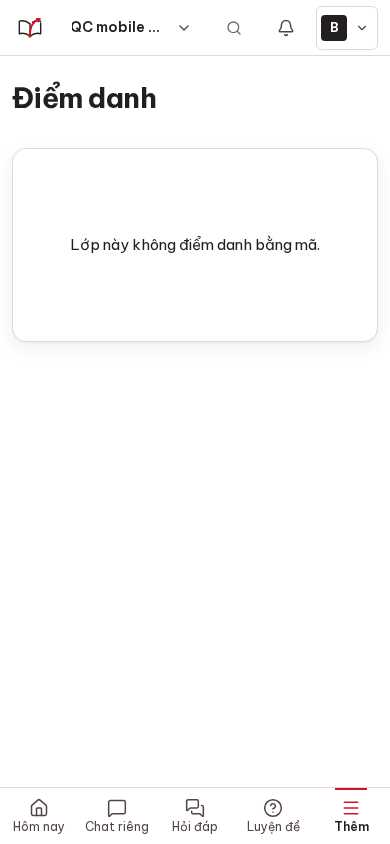 QC mobile ...
B
Điểm danh
Lớp này không điểm danh bằng mã.
Hôm nay
Chat riêng
Hỏi đáp
Luyện đề
Thêm